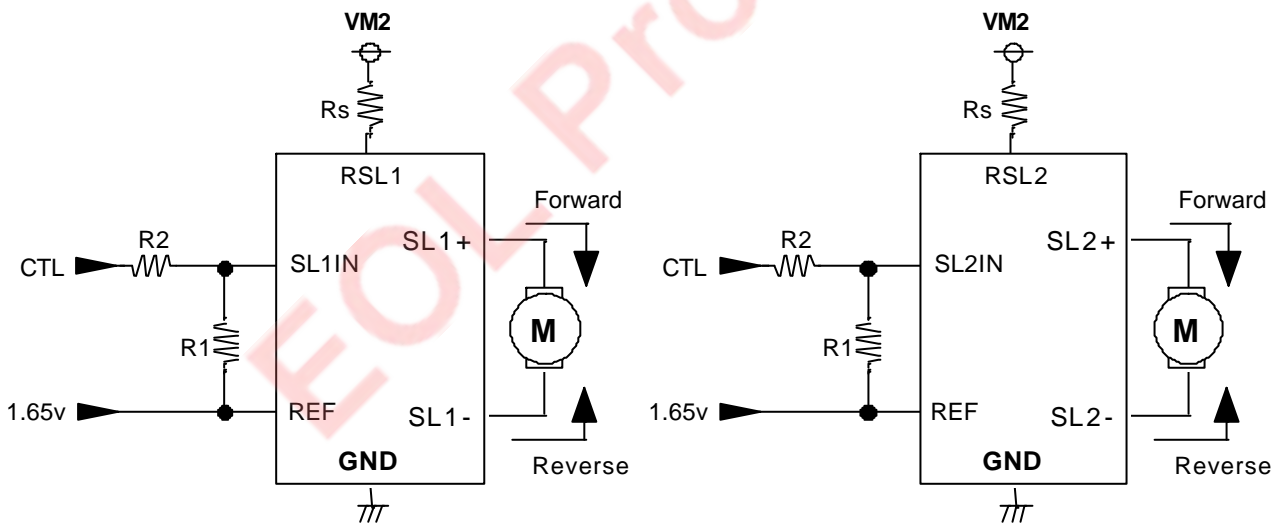 VM2
Rs
RSL1
Forward
R2
SL1+
CTL
SL1IN
R1
M
1.65v
REF
SL1-
GND
Reverse
VM2
Rs
RSL2
Forward
R2
SL2+
CTL
SL2IN
R1
M
1.65v
REF
SL2-
GND
Reverse
EOL Pro